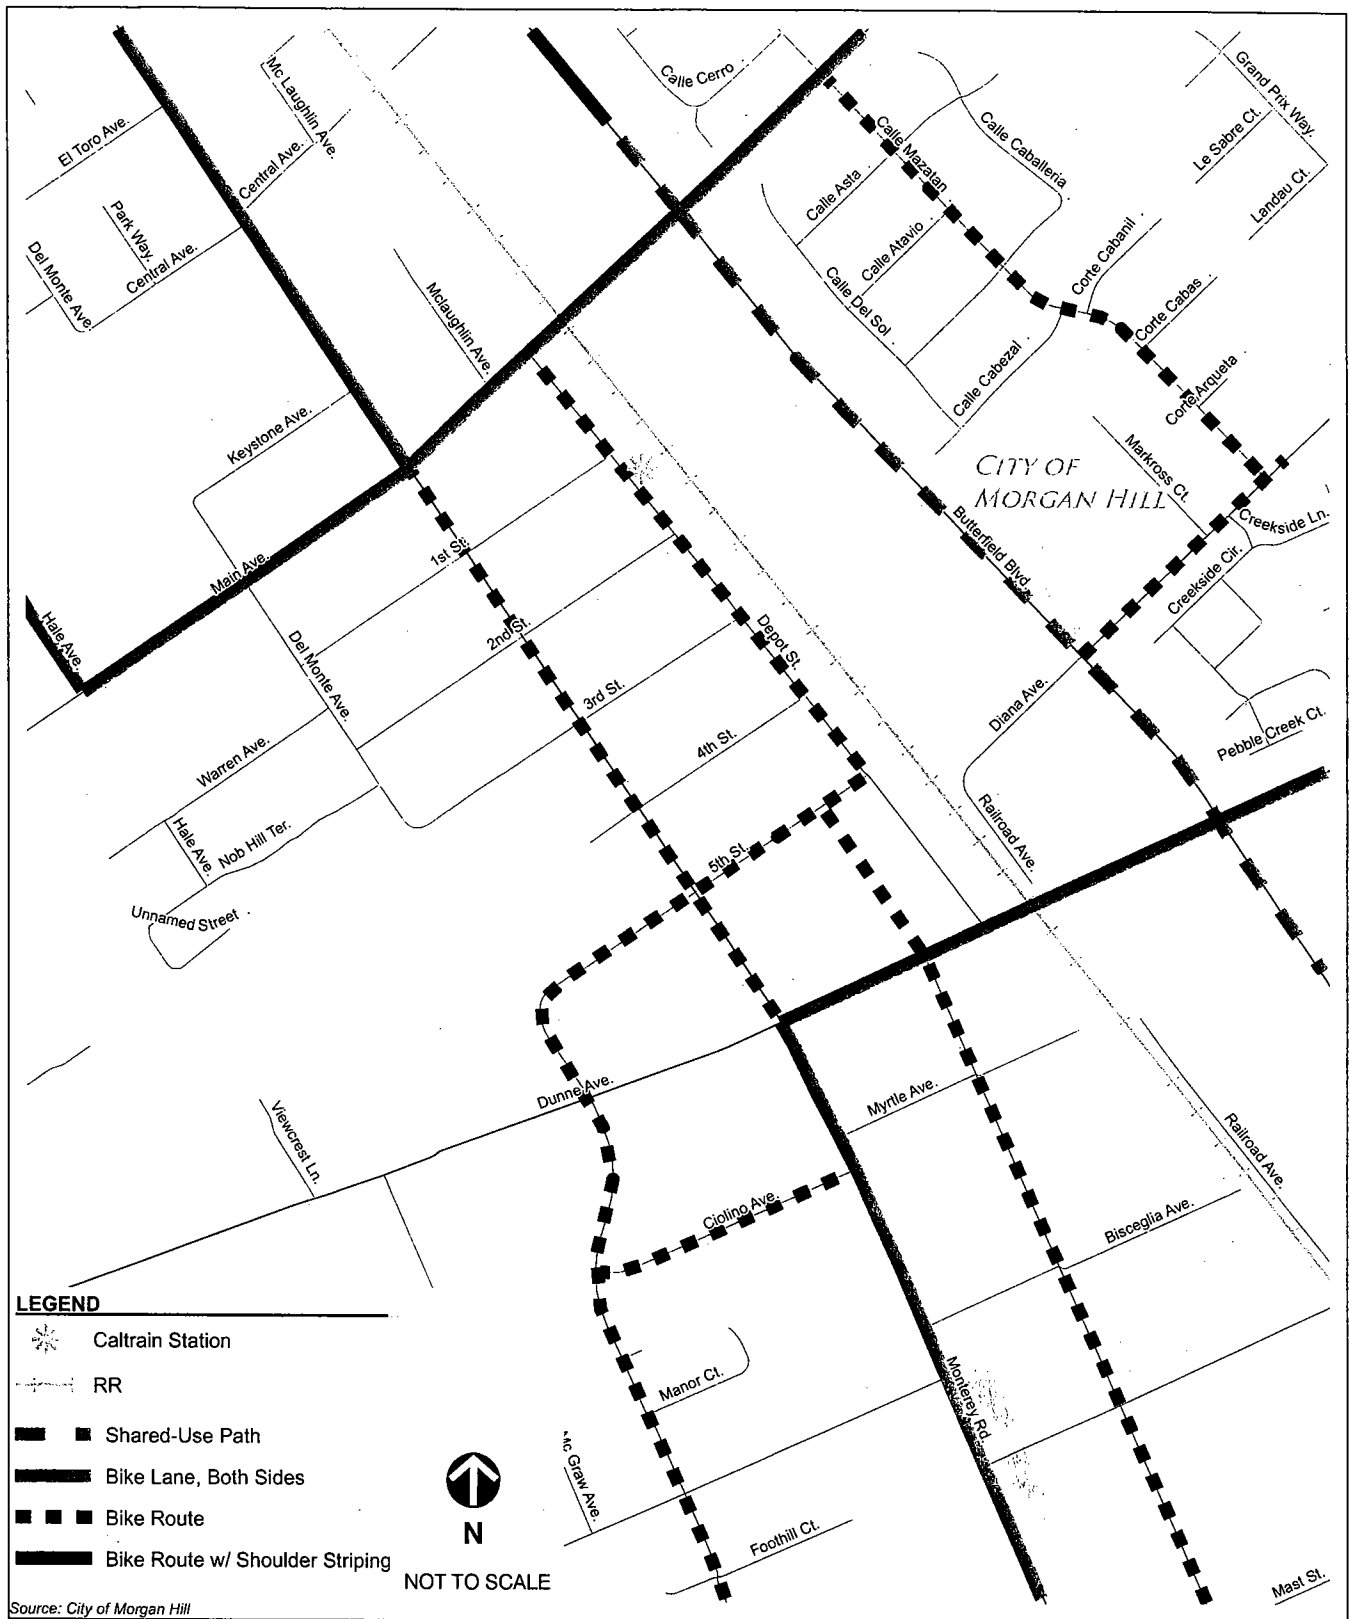 Calle Cerro
Grand Prix Way.
Mc Laughlin Ave.
El Toro Ave.
Calle Mazatan
Calle Caballeria
Le Sabre Ct.
Central Ave.
Calle Asta
Landau Ct.
Park Way.
Calle Atavio
Corte Cabanil
Del Monte Ave.
Central Ave.
Calle Del Sol
Corte Cabas
Mclaughlin Ave.
Calle Cabezal
Corte Arqueta
Keystone Ave.
Markross Ct.
CITY OF
MORGAN HILL
Butterfield Blvd.
Creekside Ln.
1st St.
Main Ave.
Creekside Cir.
Hale Ave.
2nd St.
Depot St.
Del Monte Ave.
3rd St.
Diana Ave.
Warren Ave.
4th St.
Pebble Creek Ct.
Hale Ave.
Nob Hill Ter.
Railroad Ave.
5th St.
Unnamed Street
Dunne Ave.
Myrtle Ave.
Viewcrest Ln.
Railroad Ave.
Ciolino Ave.
Bisceglia Ave.
Manor Ct.
Monterey Rd.
Mc Graw Ave.
Foothill Ct.
Mast St.
LEGEND
Caltrain Station
RR
Shared-Use Path
Bike Lane, Both Sides
Bike Route
Bike Route w/ Shoulder Striping
N
NOT TO SCALE
Source: City of Morgan Hill